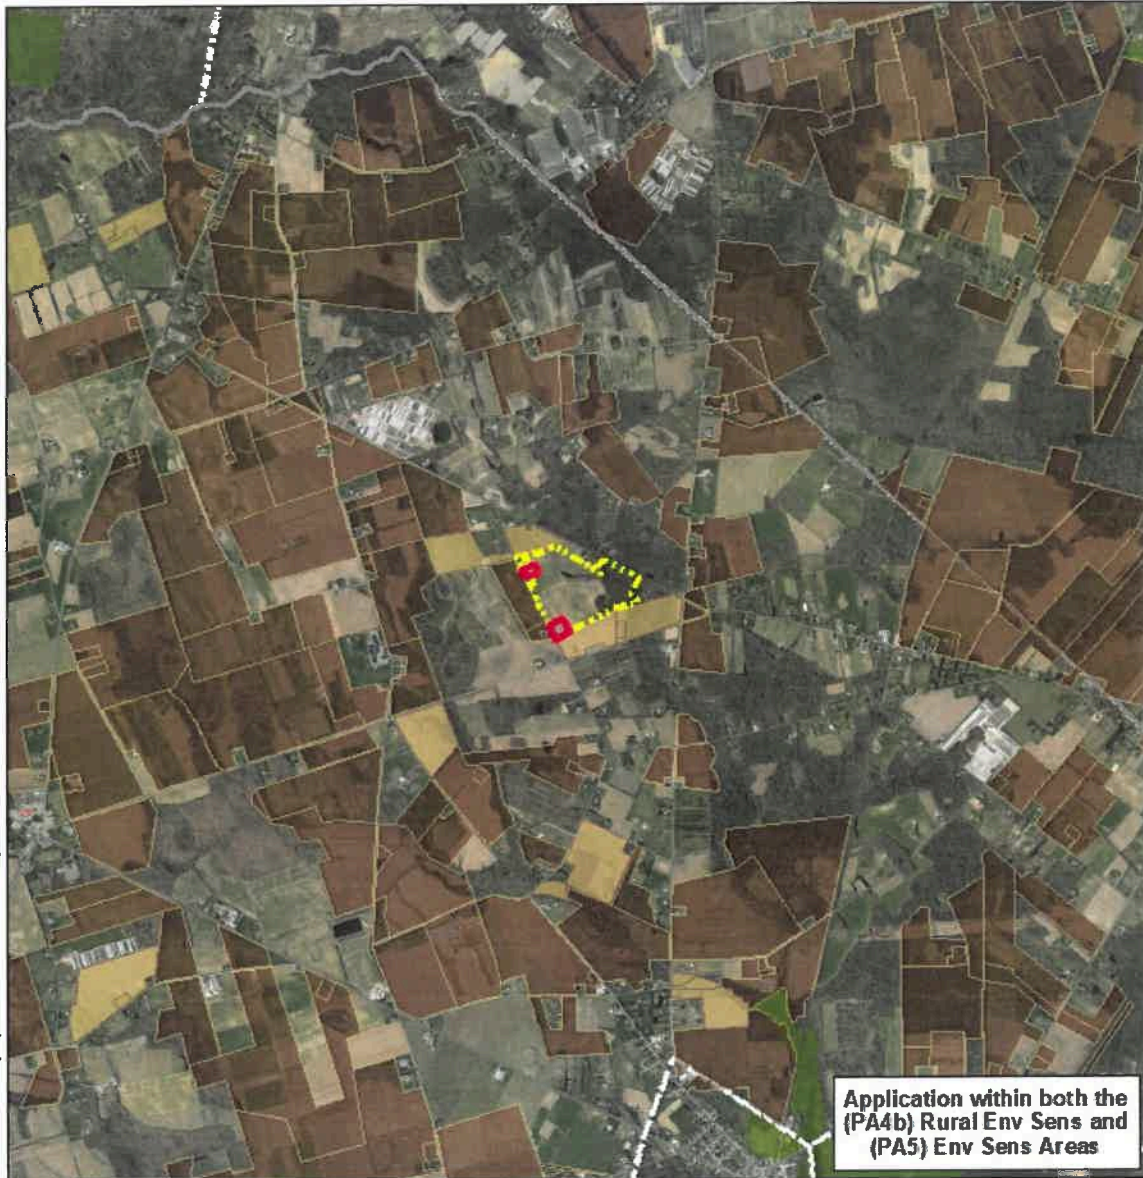 Application within both the
(PA4b) Rural Env Sens and
(PA5) Env Sens Areas